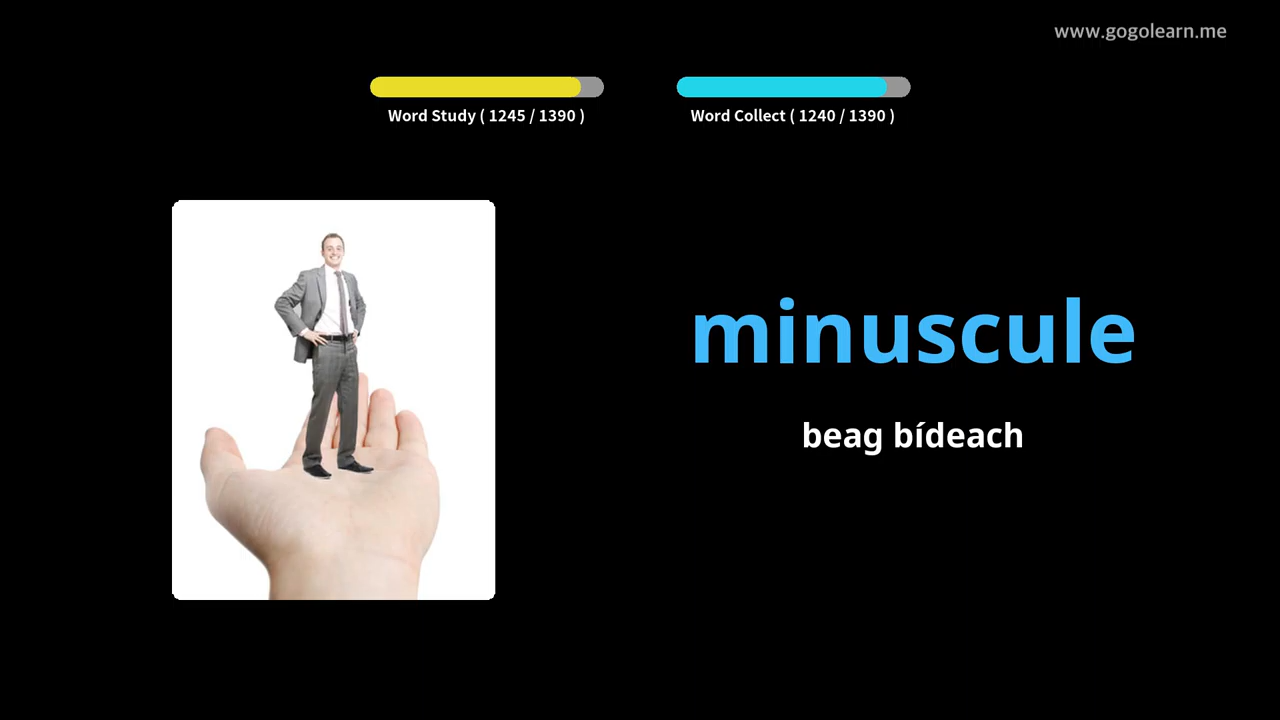 www.gogolearn.me
Word Study ( 1245 / 1390 )
Word Collect ( 1240 / 1390 )
minuscule
beag bídeach